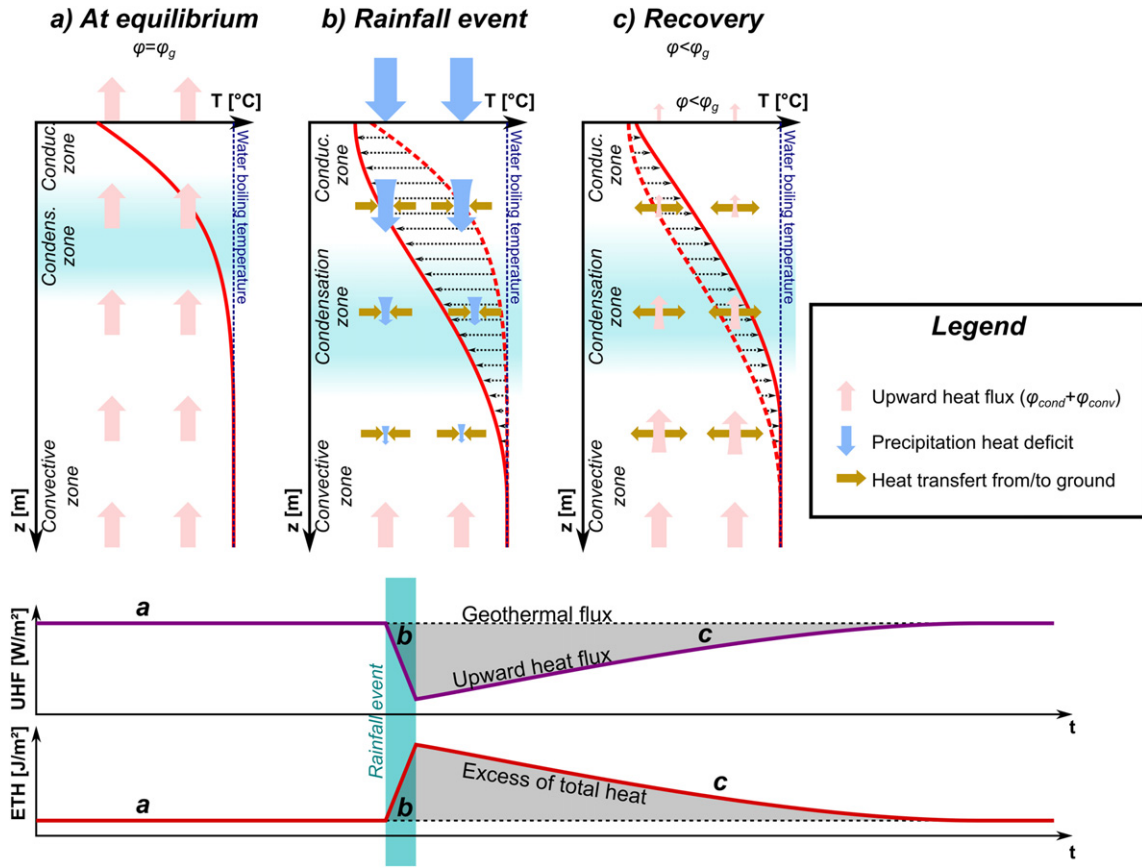 a) At equilibrium
φ=φg
T [°C]
Conduc.
zone
Condens.
zone
Convective
zone
z [m]
Water boiling temperature
b) Rainfall event
T [°C]
Conduc.
zone
Condensation
zone
Convective
zone
z [m]
Water boiling temperature
c) Recovery
φ<φg
φ<φg
T [°C]
Conduc.
zone
Condensation
zone
Convective
zone
z [m]
Water boiling temperature
Legend
Upward heat flux (φcond+φconv)
Precipitation heat deficit
Heat transfert from/to ground
UHF [W/m²]
a
b
Geothermal flux
c
Upward heat flux
t
Rainfall event
ETH [J/m²]
a
b
Excess of total heat
c
t